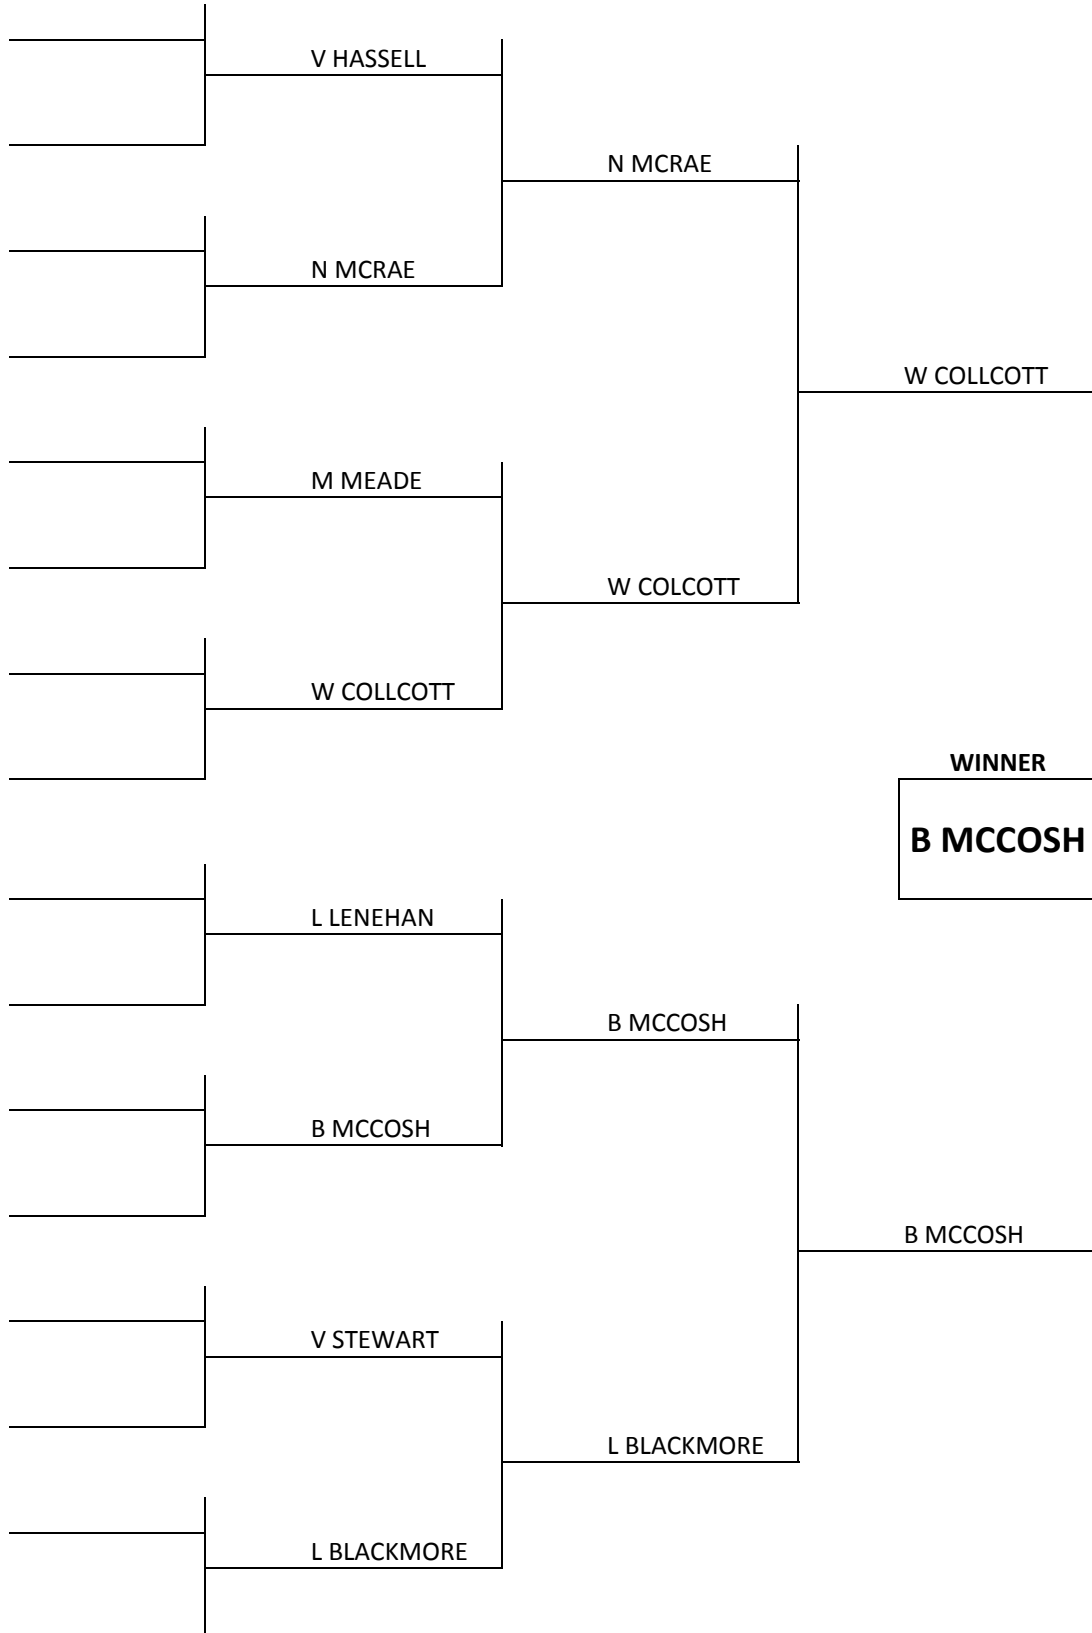 V HASSELL
N MCRAE
N MCRAE
W COLLCOTT
M MEADE
W COLCOTT
W COLLCOTT
WINNER
B MCCOSH
L LENEHAN
B MCCOSH
B MCCOSH
B MCCOSH
V STEWART
L BLACKMORE
L BLACKMORE